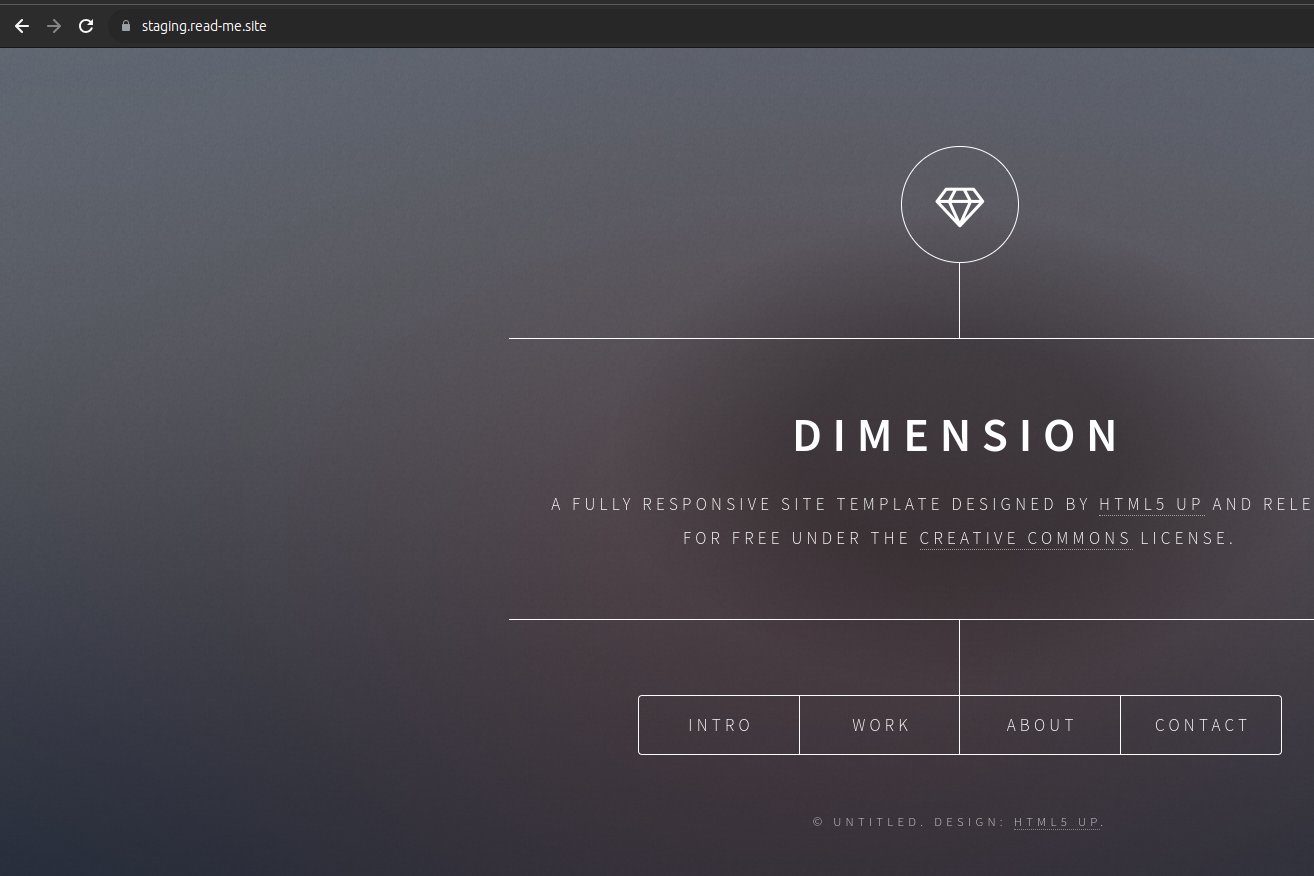 staging.read-me.site
DIMENSION
A FULLY RESPONSIVE SITE TEMPLATE DESIGNED BY HTML5 UP AND RELE
FOR FREE UNDER THE CREATIVE COMMONS LICENSE.
INTRO WORK ABOUT CONTACT
© UNTITLED. DESIGN: HTML5 UP.